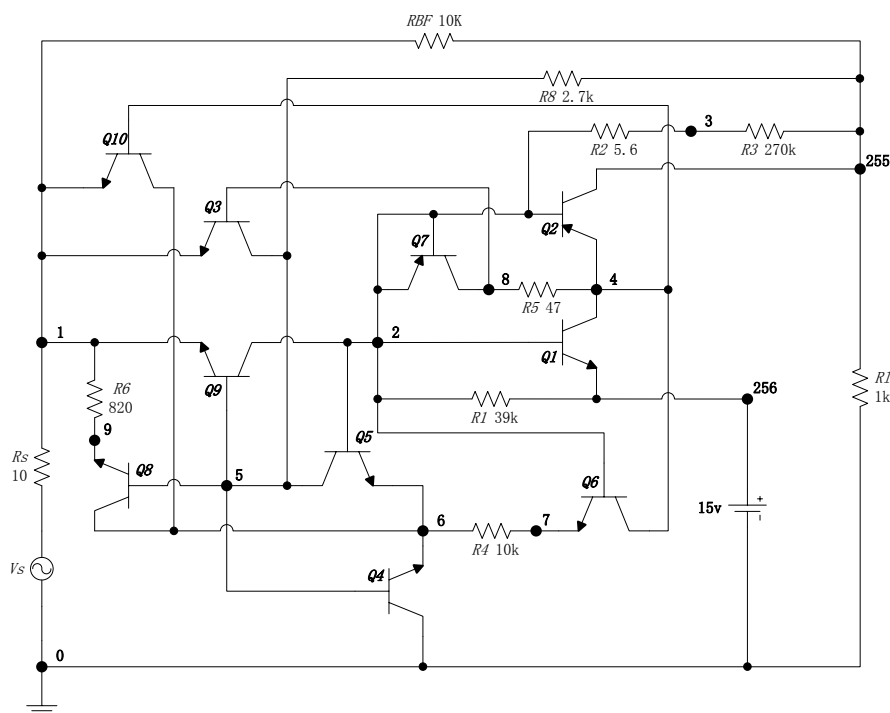 RBF 10K
R8 2.7k
3
R2 5.6
R3 270k
Q10
255
Q3
Q2
Q7
8
4
R5 47
1
2
Q1
Q9
256
R6
820
R1 39k
Rl
1k
9
Q5
Rs
10
Q8
5
Q6
6
7
15v
+
-
R4 10k
Vs
Q4
0